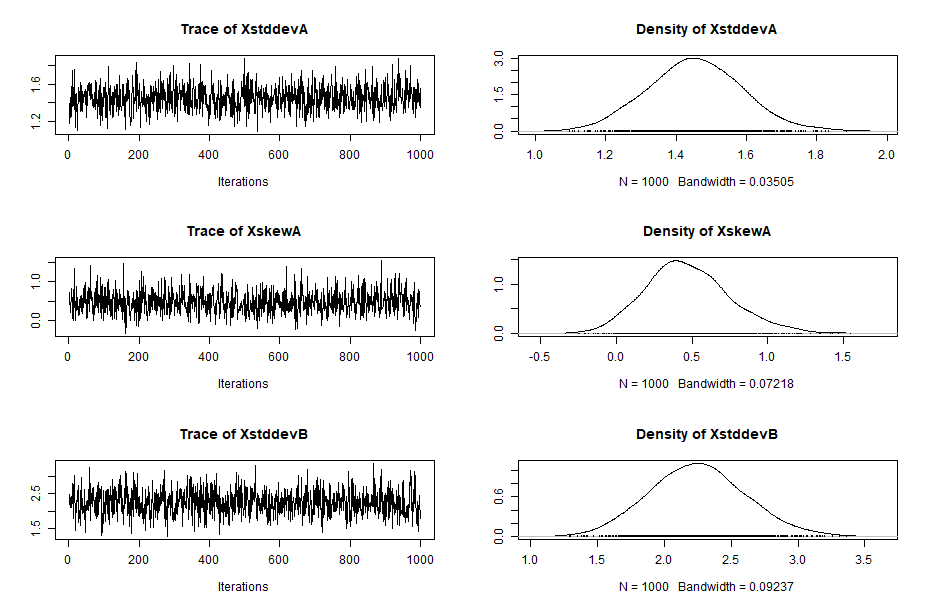 Trace of XstddevA
1.2 1.6
0 200 400 600 800 1000
Iterations
Density of XstddevA
0.0 1.5 3.0
1.0 1.2 1.4 1.6 1.8 2.0
N = 1000 Bandwidth = 0.03505
Trace of XskewA
0.0 1.0
0 200 400 600 800 1000
Iterations
Density of XskewA
0.0 1.0
-0.5 0.0 0.5 1.0 1.5
N = 1000 Bandwidth = 0.07218
Trace of XstddevB
1.5 2.5
0 200 400 600 800 1000
Iterations
Density of XstddevB
0.0 0.6
1.0 1.5 2.0 2.5 3.0 3.5
N = 1000 Bandwidth = 0.09237